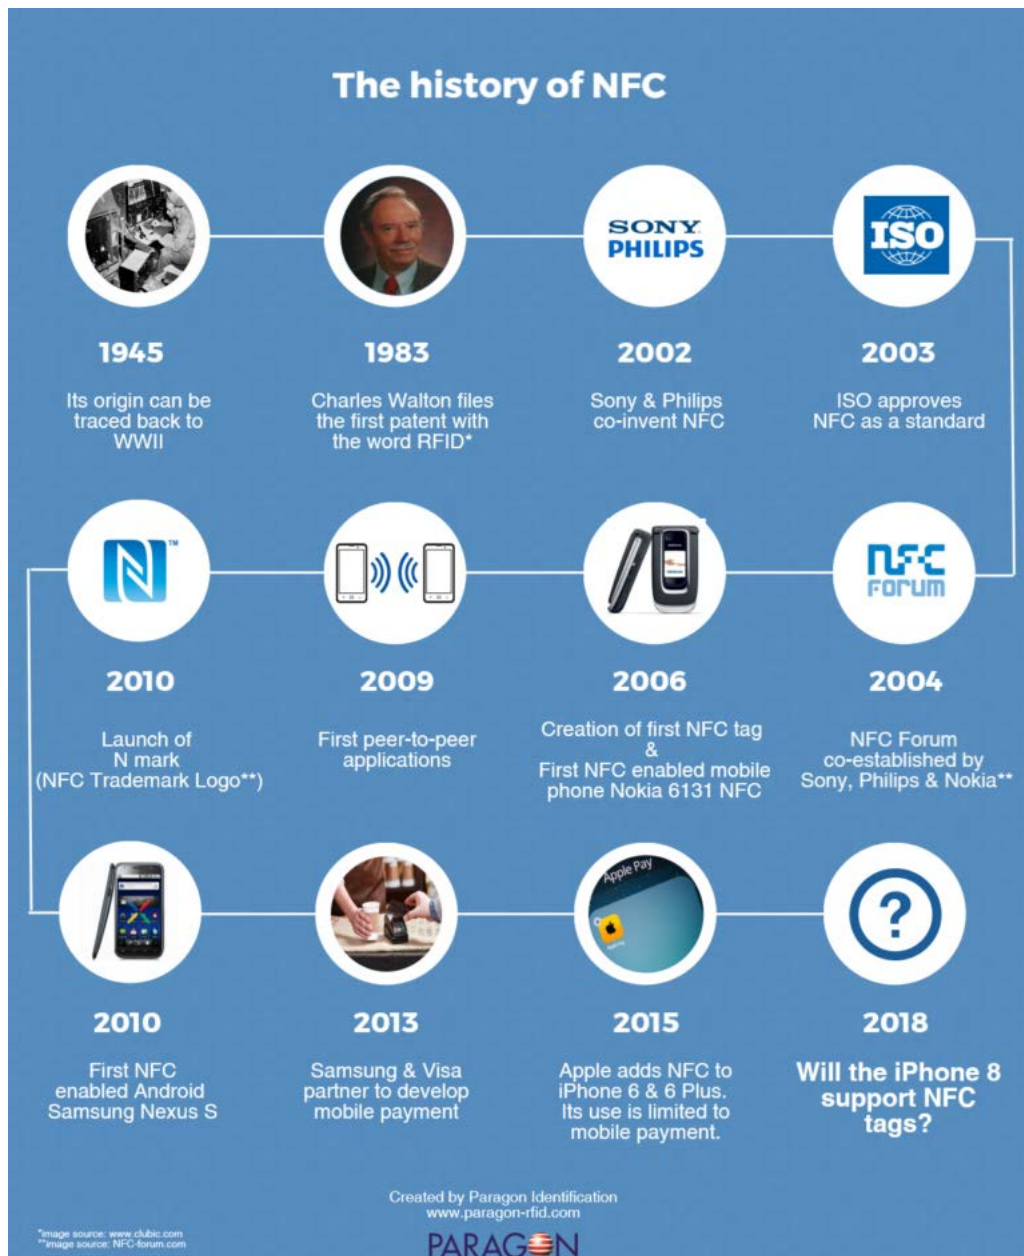 The history of NFC
SONY
PHILIPS
ISO
1945
Its origin can be
traced back to
WWII
1983
Charles Walton files
the first patent with
the word RFID*
2002
Sony & Philips
co-invent NFC
2003
ISO approves
NFC as a standard
NFC
FORUM
2004
NFC Forum
co-established by
Sony, Philips & Nokia**
2006
Creation of first NFC tag
&
First NFC enabled mobile
phone Nokia 6131 NFC
2009
First peer-to-peer
applications
N™
2010
Launch of
N mark
(NFC Trademark Logo**)
2010
First NFC
enabled Android
Samsung Nexus S
2013
Samsung & Visa
partner to develop
mobile payment
Apple Pay
2015
Apple adds NFC to
iPhone 6 & 6 Plus.
Its use is limited to
mobile payment.
?
2018
Will the iPhone 8
support NFC
tags?
Created by Paragon Identification
www.paragon-rfid.com
*image source: www.clubic.com
**image source: NFC-forum.com
PARAGON